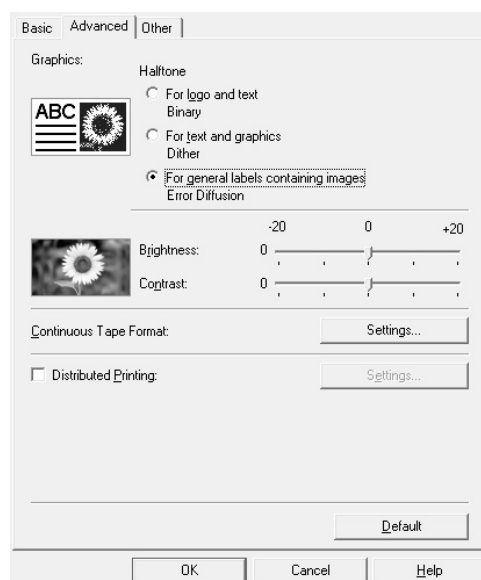 Basic Advanced Other
Graphics:
Halftone
ABC
For logo and text
Binary
For text and graphics
Dither
For general labels containing images
Error Diffusion
-20 0 +20
Brightness: 0
Contrast: 0
Continuous Tape Format: Settings...
Distributed Printing: Settings...
Default
OK Cancel Help